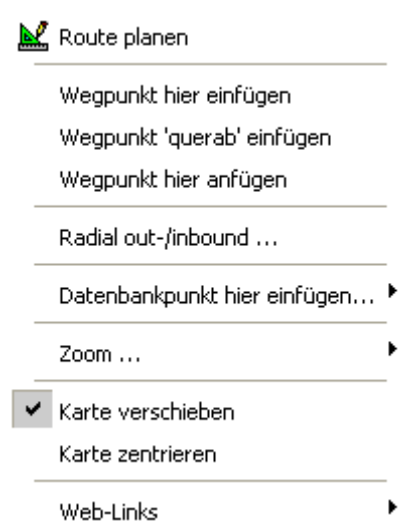 Route planen
Wegpunkt hier einfügen
Wegpunkt 'querab' einfügen
Wegpunkt hier anfügen
Radial out-/inbound ...
Datenbankpunkt hier einfügen...
Zoom ...
Karte verschieben
Karte zentrieren
Web-Links